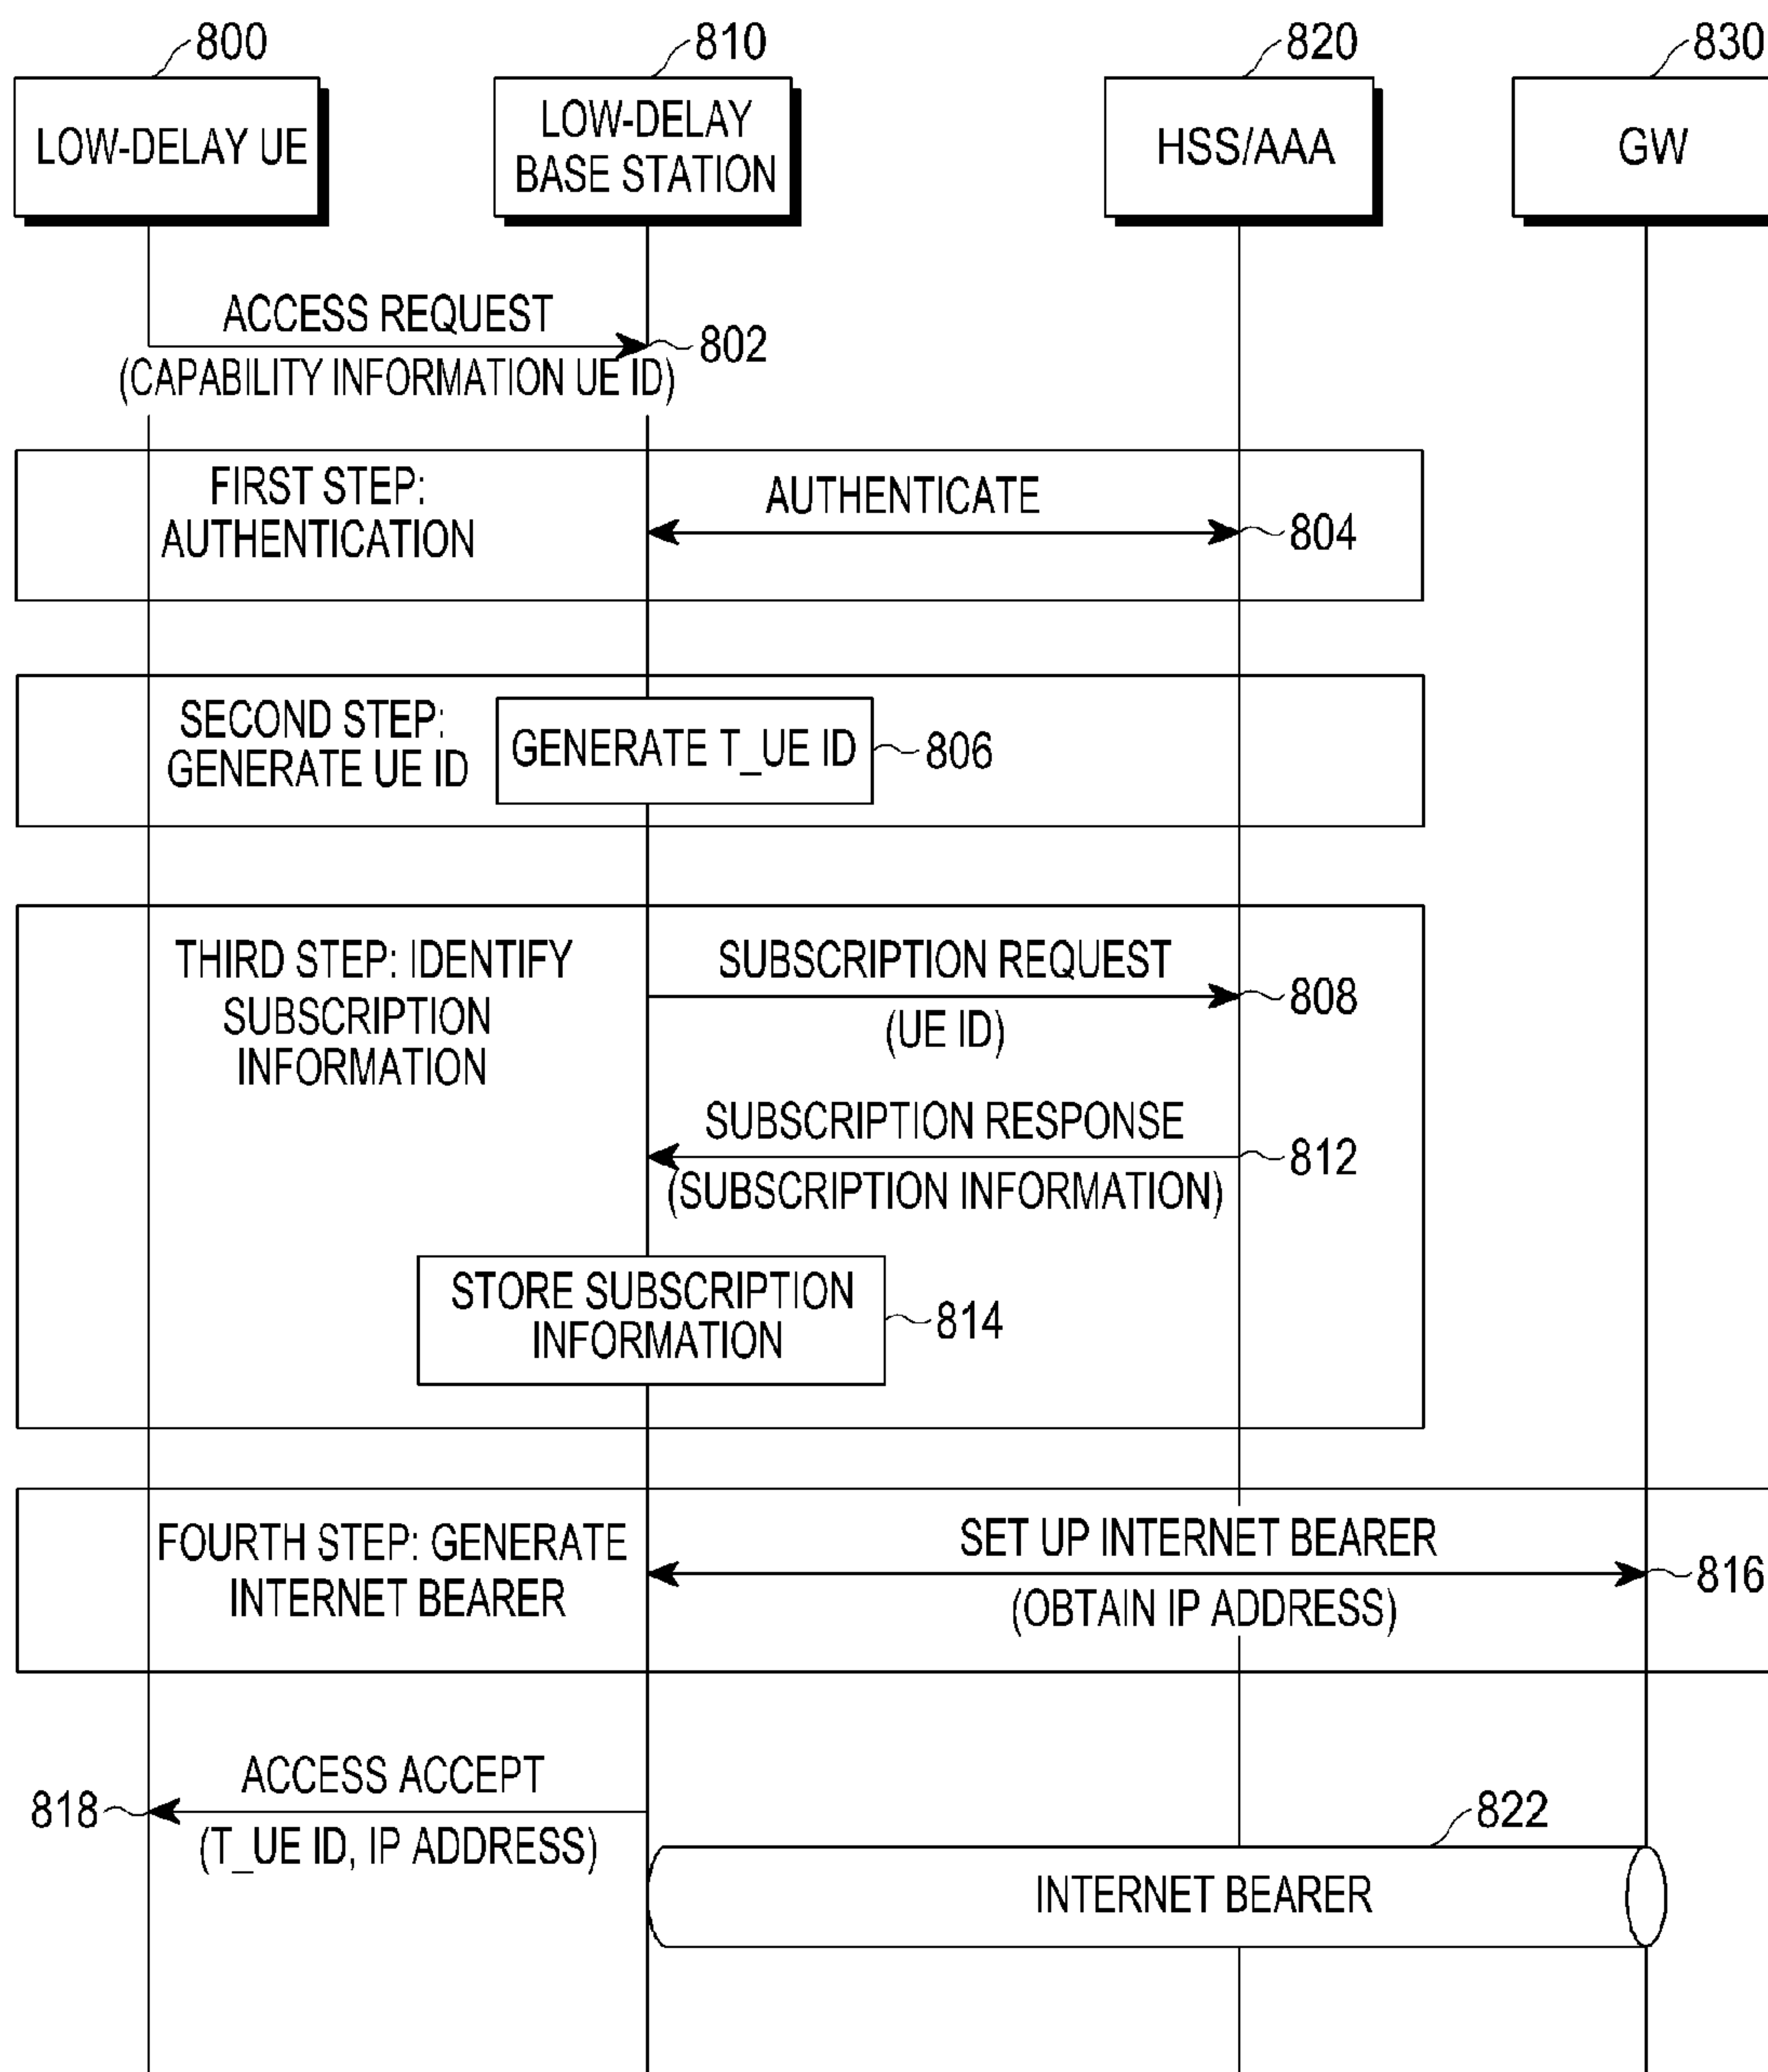 800
810
820
830
LOW-DELAY UE
LOW-DELAY
BASE STATION
HSS/AAA
GW
ACCESS REQUEST
802
(CAPABILITY INFORMATION UE ID)
FIRST STEP:
AUTHENTICATION
AUTHENTICATE
804
SECOND STEP:
GENERATE UE ID
GENERATE T_UE ID
806
THIRD STEP: IDENTIFY
SUBSCRIPTION
INFORMATION
SUBSCRIPTION REQUEST
808
(UE ID)
SUBSCRIPTION RESPONSE
812
(SUBSCRIPTION INFORMATION)
STORE SUBSCRIPTION
INFORMATION
814
FOURTH STEP: GENERATE
INTERNET BEARER
SET UP INTERNET BEARER
816
(OBTAIN IP ADDRESS)
ACCESS ACCEPT
818
(T_UE ID, IP ADDRESS)
822
INTERNET BEARER